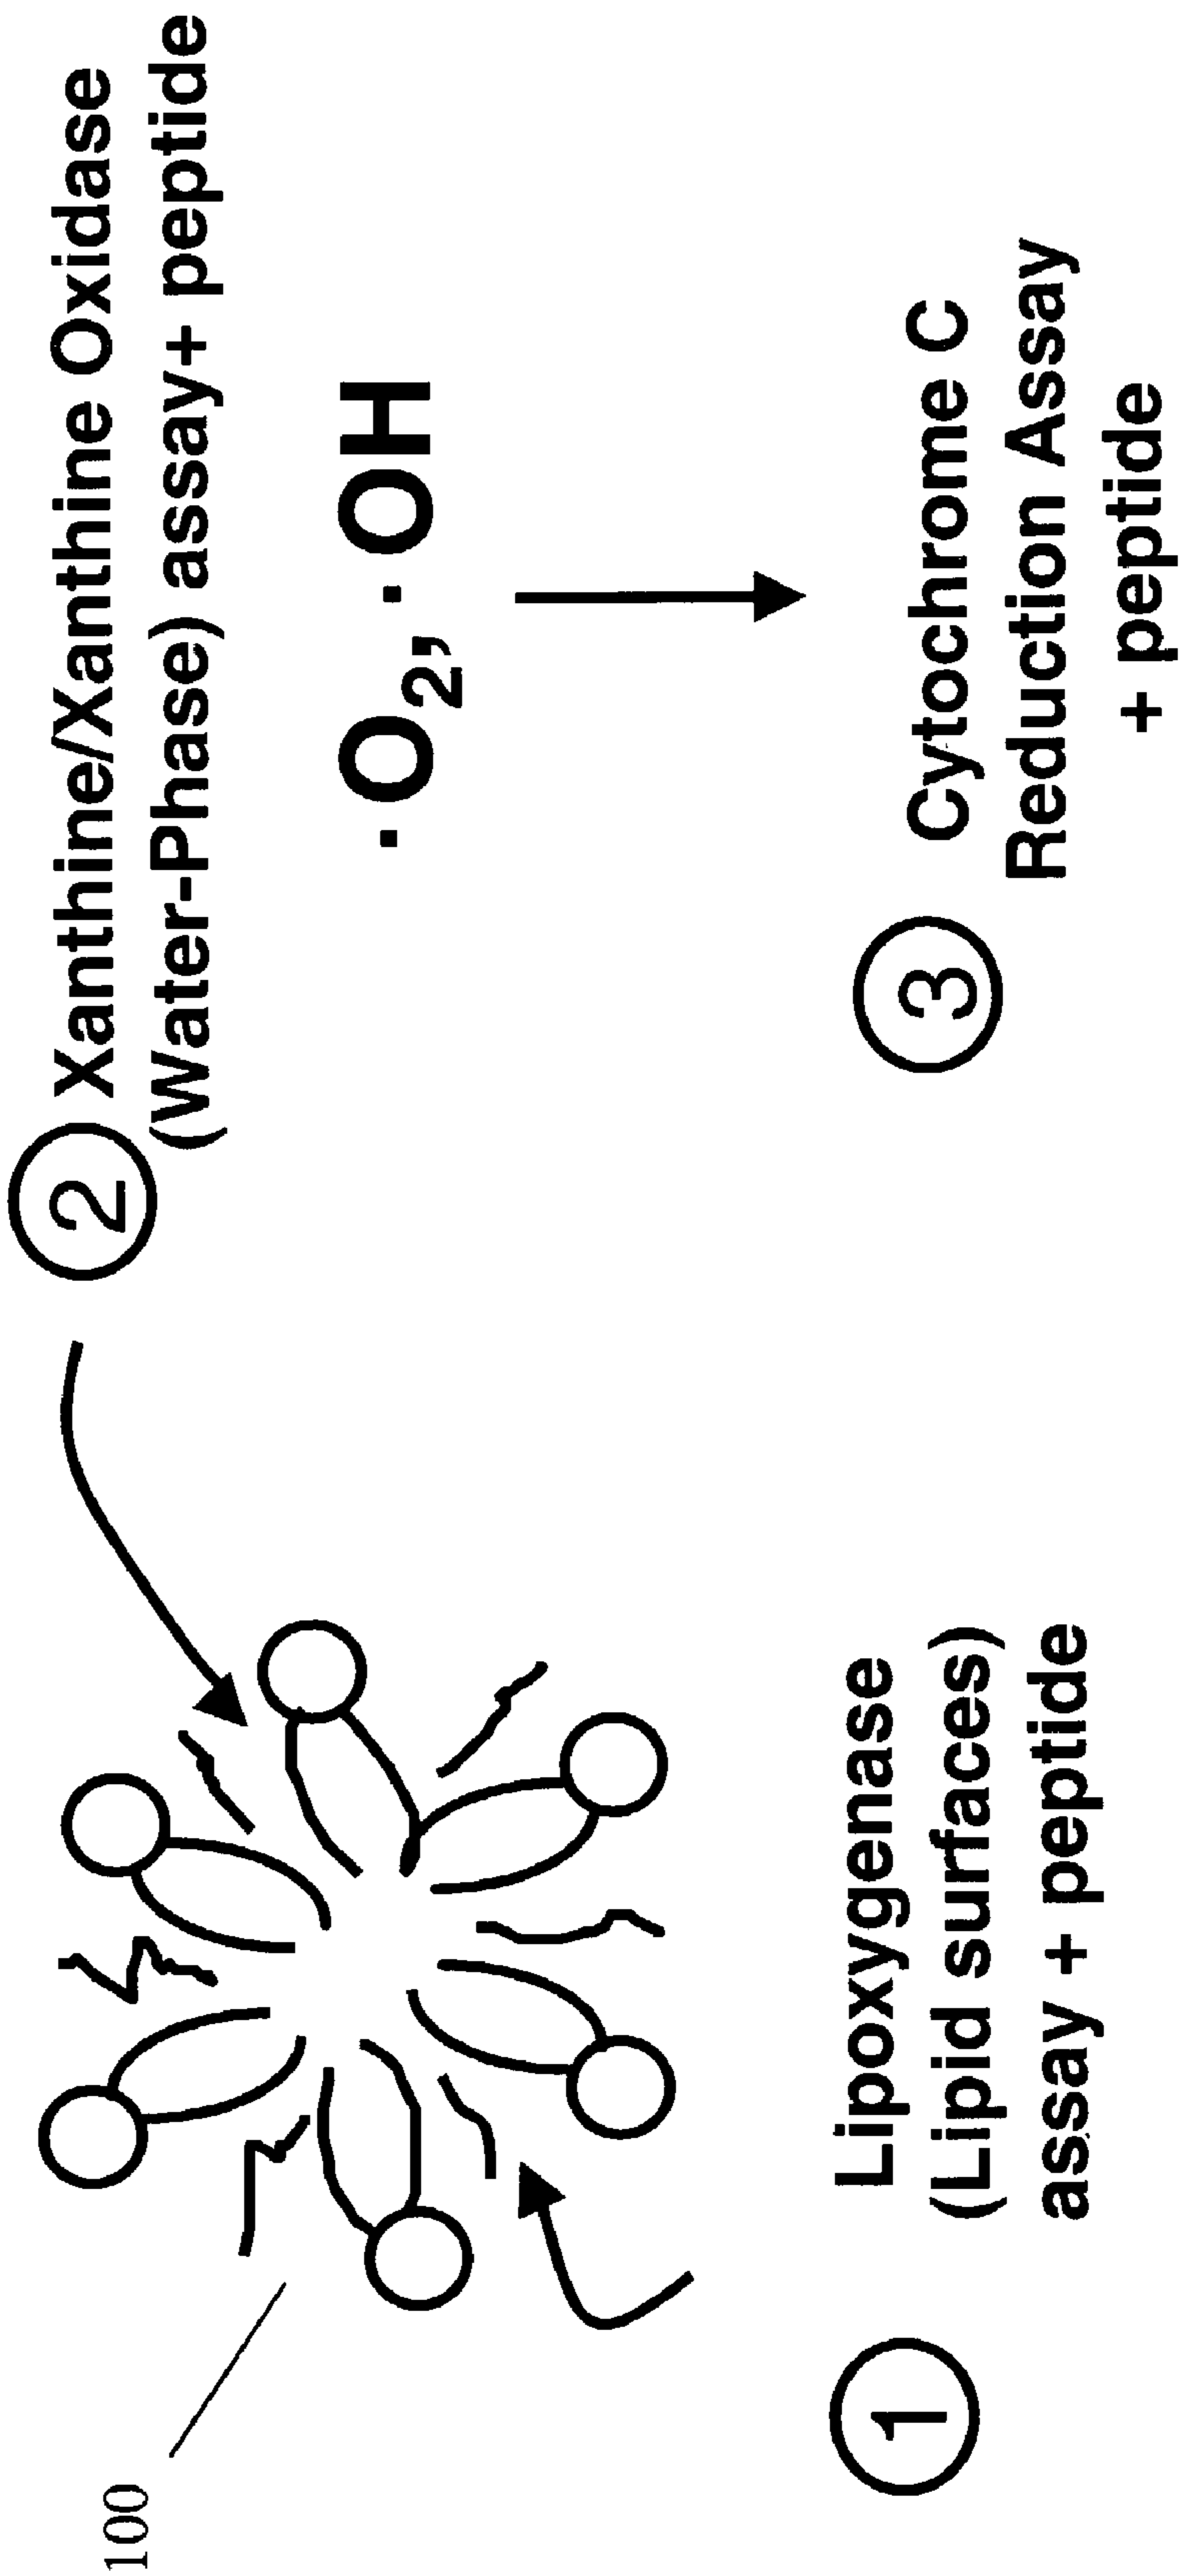 100
② Xanthine/Xanthine Oxidase
(Water-Phase) assay+ peptide
· O2, · OH
① Lipoxygenase
(Lipid surfaces)
assay + peptide
③ Cytochrome C
Reduction Assay
+ peptide